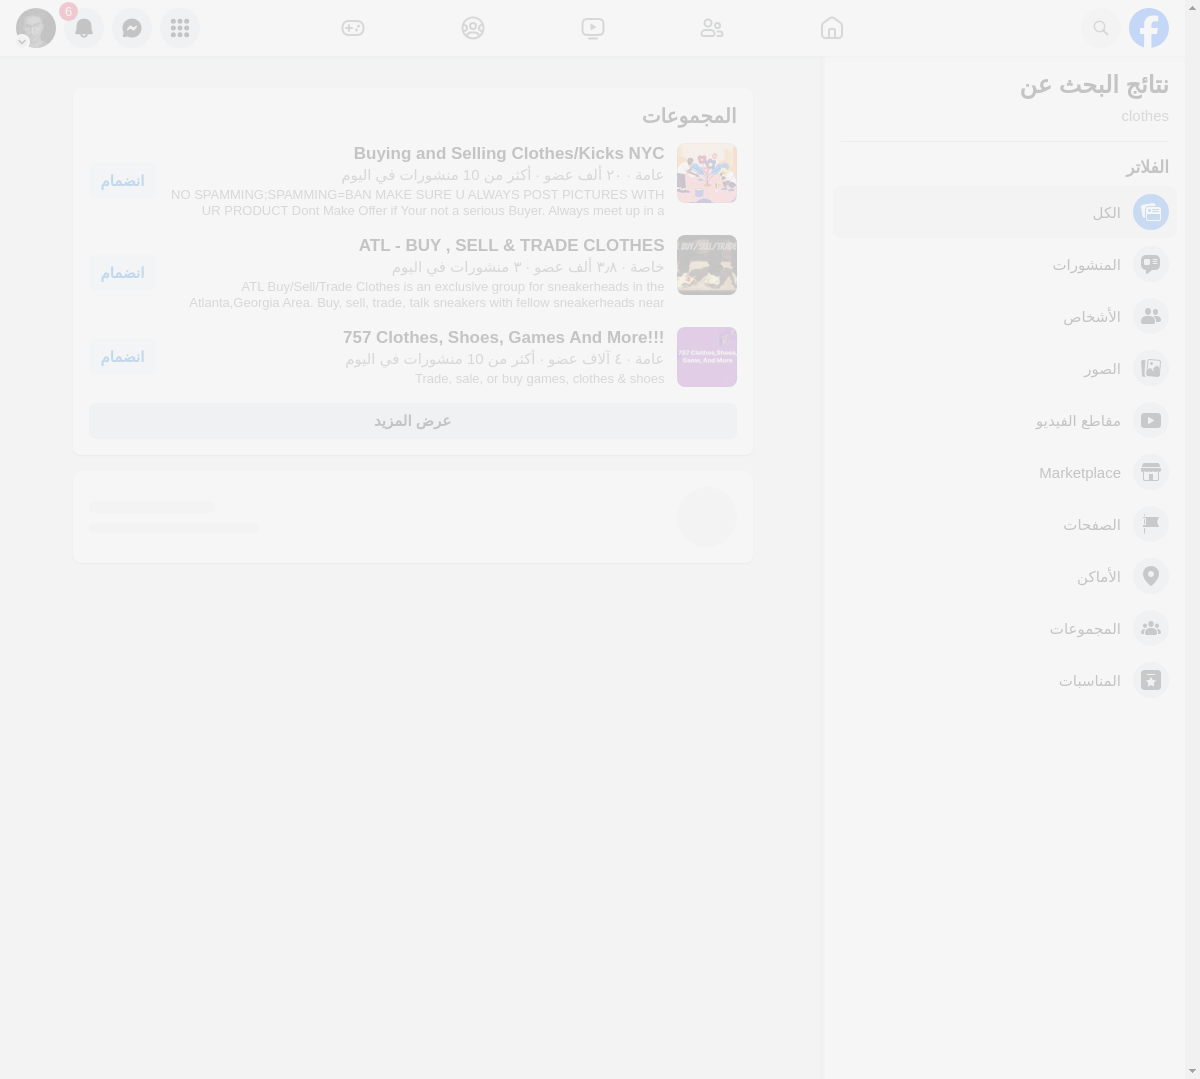 6
نتائج البحث عن
clothes
الفلاتر
الكل
المنشورات
الأشخاص
الصور
مقاطع الفيديو
Marketplace
الصفحات
الأماكن
المجموعات
المناسبات
المجموعات
Buying and Selling Clothes/Kicks NYC
عامة · ٢٠ ألف عضو · أكثر من 10 منشورات في اليوم
NO SPAMMING;SPAMMING=BAN MAKE SURE U ALWAYS POST PICTURES WITH
UR PRODUCT Dont Make Offer if Your not a serious Buyer. Always meet up in a
انضمام
ATL - BUY , SELL & TRADE CLOTHES
خاصة · ٣٫٨ ألف عضو · ٣ منشورات في اليوم
ATL Buy/Sell/Trade Clothes is an exclusive group for sneakerheads in the
Atlanta,Georgia Area. Buy, sell, trade, talk sneakers with fellow sneakerheads near
انضمام
757 Clothes,Shoes,
Game, And More
757 Clothes, Shoes, Games And More!!!
عامة · ٤ آلاف عضو · أكثر من 10 منشورات في اليوم
Trade, sale, or buy games, clothes & shoes
انضمام
عرض المزيد